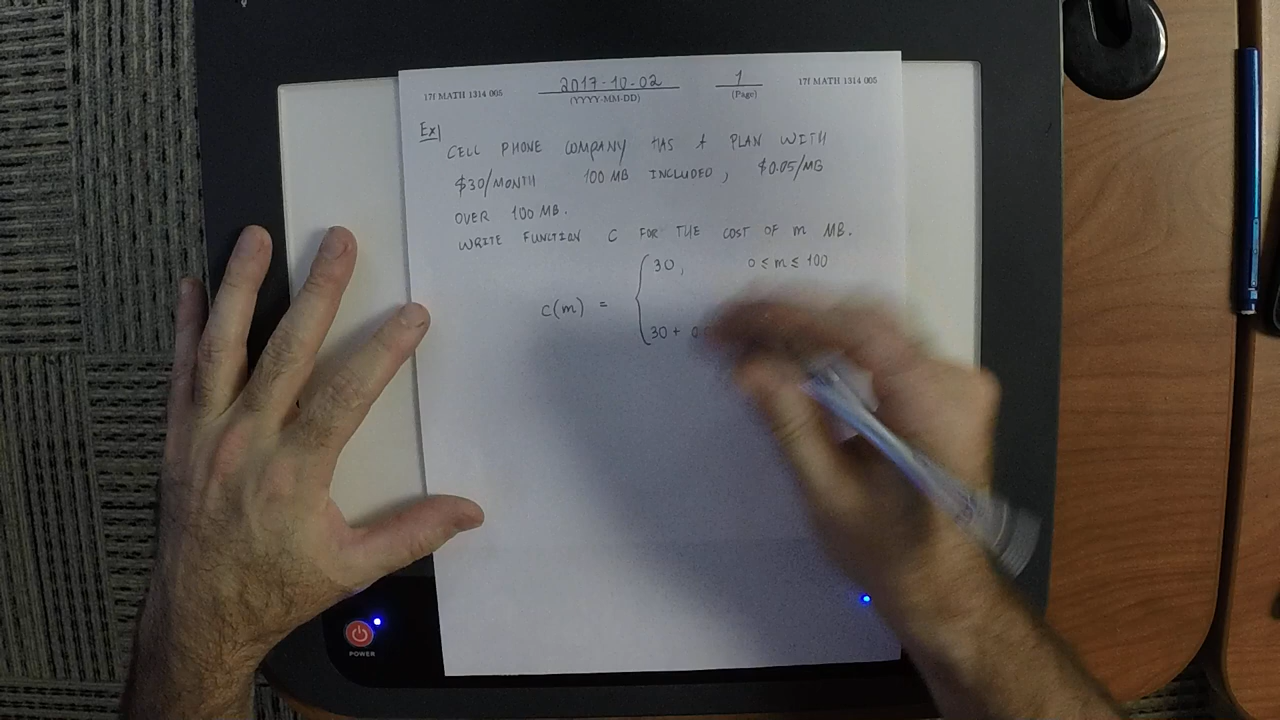 17f MATH 1314 005 2017-10-02 1 17f MATH 1314 005
(YYYY-MM-DD) (Page)
Ex|
CELL PHONE COMPANY HAS A PLAN WITH
$30/MONTH 100 MB INCLUDED, $0.05/MB
OVER 100 MB.
WRITE FUNCTION C FOR THE COST OF m MB.
30, 0 ≤ m ≤ 100
C(m) = {
30 + 0
POWER